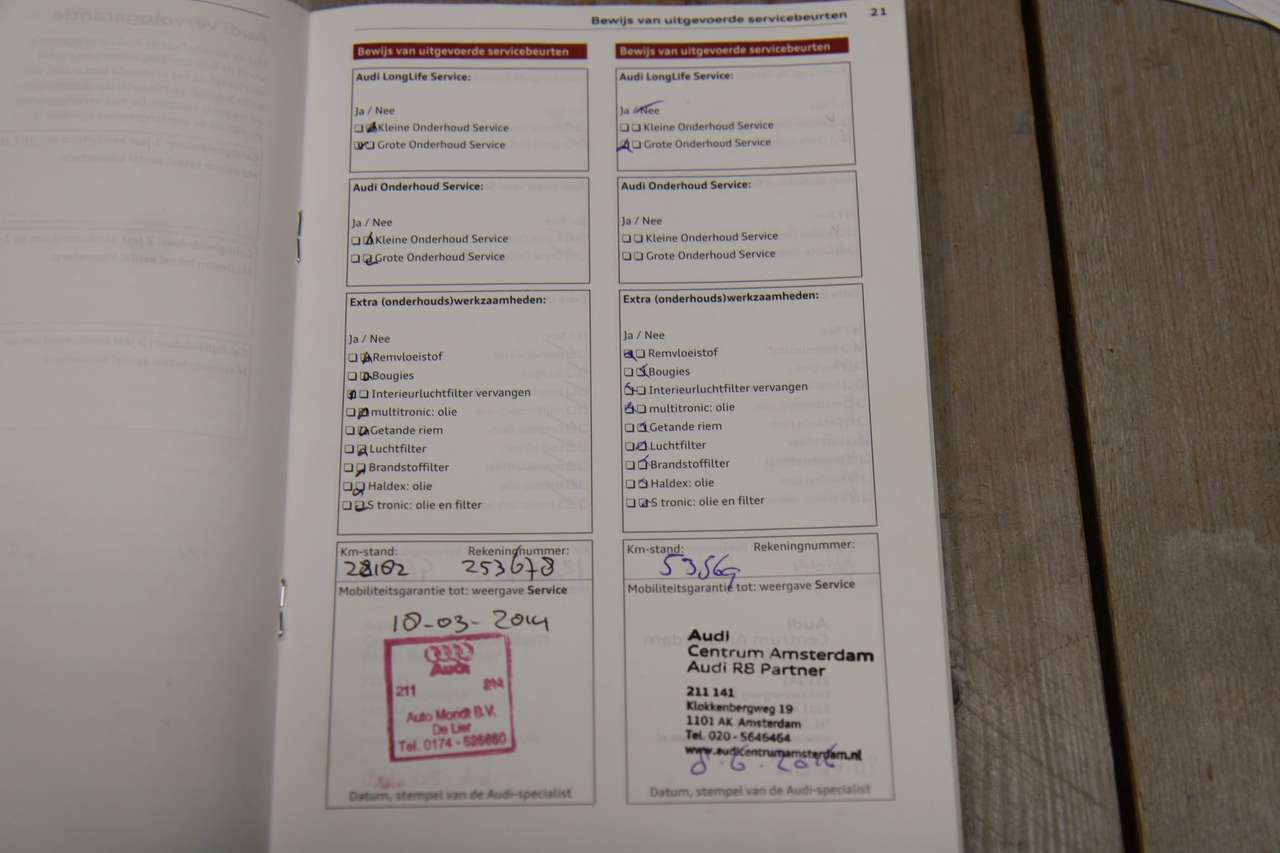 Bewijs van uitgevoerde servicebeurten 21
Bewijs van uitgevoerde servicebeurten
Audi LongLife Service:
Ja / Nee
Kleine Onderhoud Service
Grote Onderhoud Service
Audi Onderhoud Service:
Ja / Nee
Kleine Onderhoud Service
Grote Onderhoud Service
Extra (onderhouds)werkzaamheden:
Ja / Nee
Remvloeistof
Bougies
Interieurluchtfilter vervangen
multitronic: olie
Getande riem
Luchtfilter
Brandstoffilter
Haldex: olie
S tronic: olie en filter
Km-stand: Rekeningnummer:
28102 253678
Mobiliteitsgarantie tot: weergave Service
18-03-2014
Audi
211
Auto Mondt B.V.
De Lier
Tel. 0174 - 525660
Datum, stempel van de Audi-specialist
Bewijs van uitgevoerde servicebeurten
Audi LongLife Service:
Ja / Nee
Kleine Onderhoud Service
Grote Onderhoud Service
Audi Onderhoud Service:
Ja / Nee
Kleine Onderhoud Service
Grote Onderhoud Service
Extra (onderhouds)werkzaamheden:
Ja / Nee
Remvloeistof
Bougies
Interieurluchtfilter vervangen
multitronic: olie
Getande riem
Luchtfilter
Brandstoffilter
Haldex: olie
S tronic: olie en filter
Km-stand: Rekeningnummer:
53569
Mobiliteitsgarantie tot: weergave Service
Audi
Centrum Amsterdam
Audi R8 Partner
211 141
Klokkenbergweg 19
1101 AK Amsterdam
Tel. 020 - 5645464
www.audicentrumamsterdam.nl
8-6-2016
Datum, stempel van de Audi-specialist